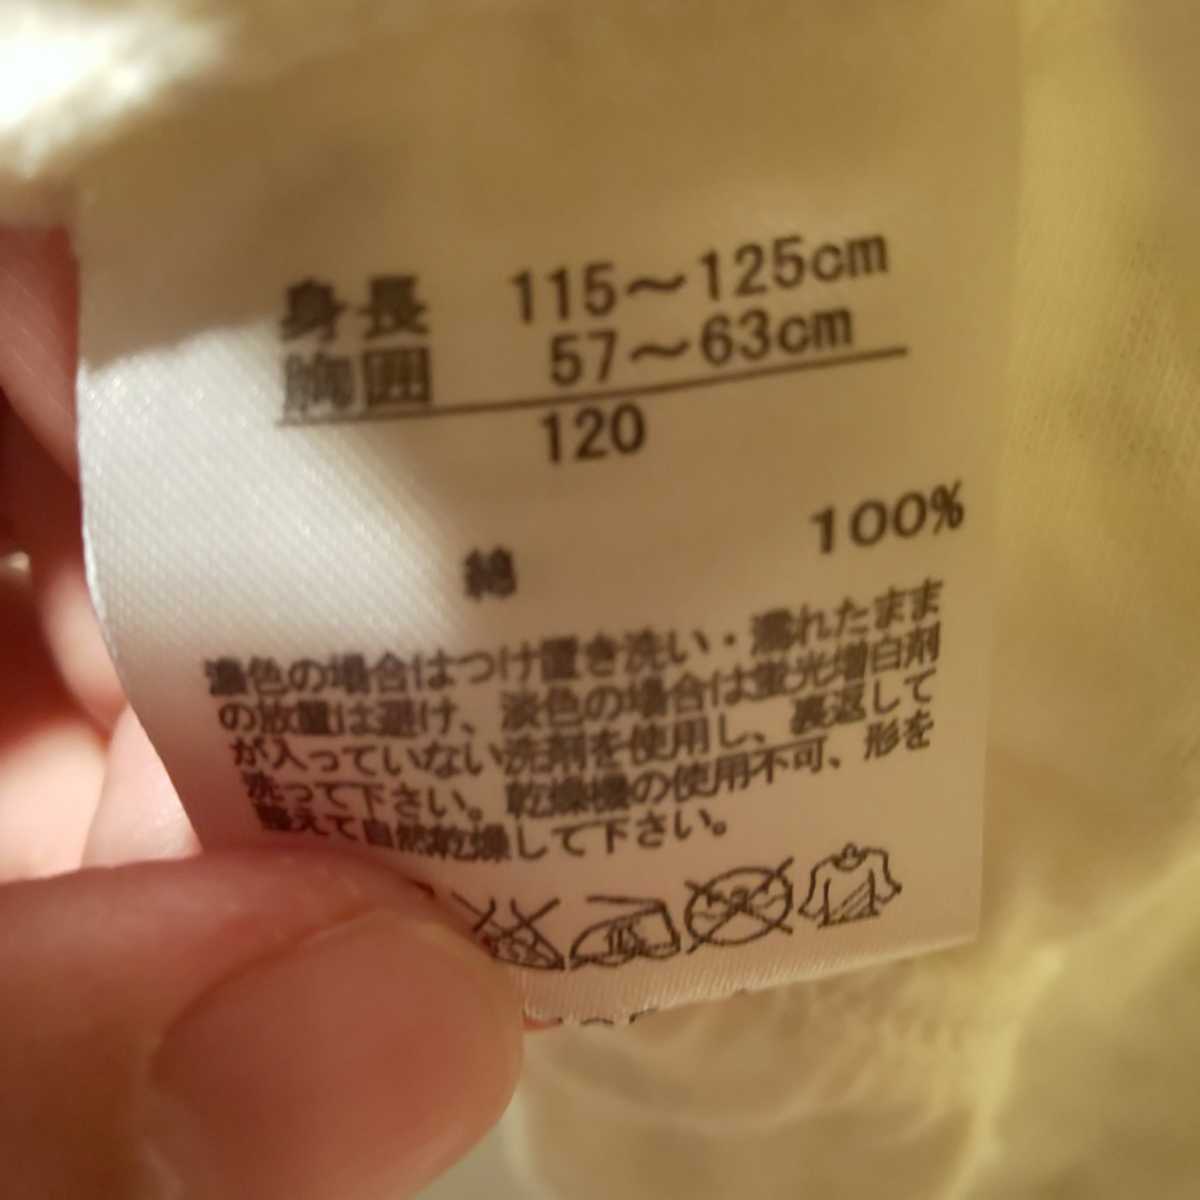 身長 115～125cm
胸囲 57～63cm
120
綿 100%
濃色の場合はつけ置き洗い・濡れたまま
の放置は避け、淡色の場合は蛍光増白剤
が入っていない洗剤を使用し、裏返して
洗って下さい。乾燥機の使用不可、形を
整えて自然乾燥して下さい。